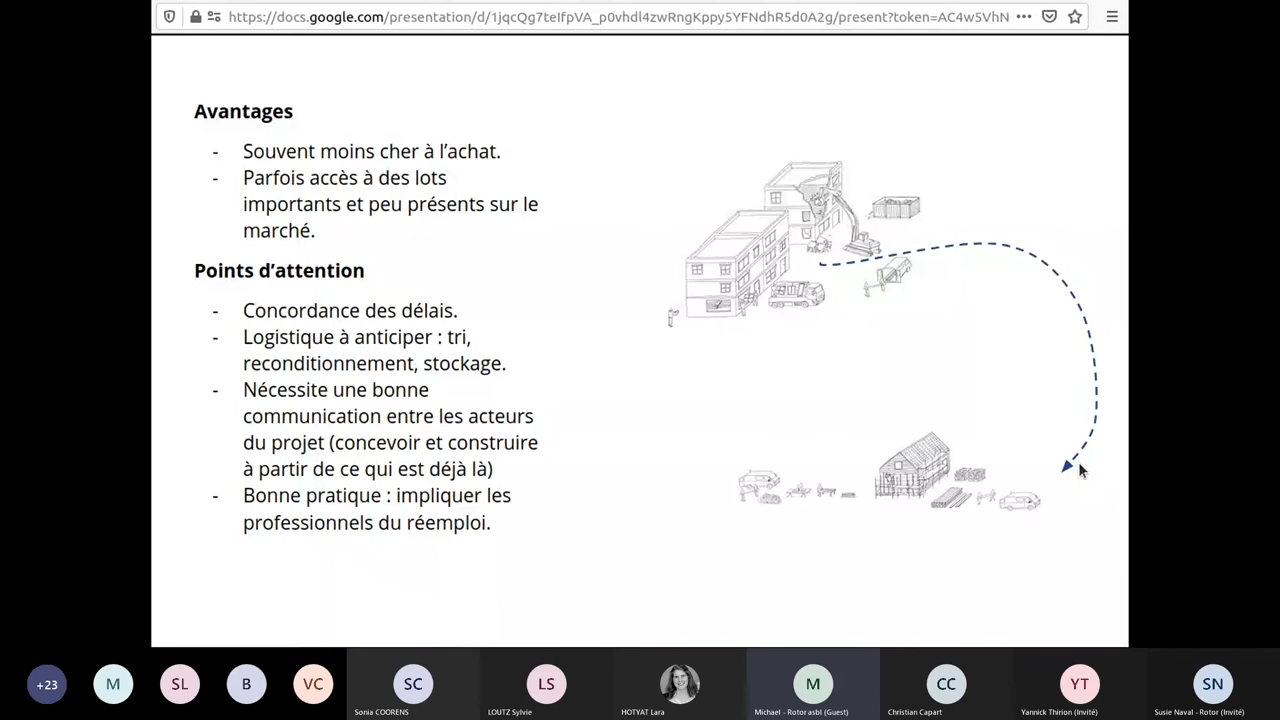 https://docs.google.com/presentation/d/1jqcQg7teIfpVA_p0vhdl4zwRngKppy5YFNdhR5d0A2g/present?token=AC4w5VhN
Avantages
- Souvent moins cher à l’achat.
- Parfois accès à des lots
importants et peu présents sur le
marché.
Points d’attention
- Concordance des délais.
- Logistique à anticiper : tri,
reconditionnement, stockage.
- Nécessite une bonne
communication entre les acteurs
du projet (concevoir et construire
à partir de ce qui est déjà là)
- Bonne pratique : impliquer les
professionnels du réemploi.
+23
M
SL
B
VC
SC
LS
M
CC
YT
SN
Sonia COORENS
LOUTZ Sylvie
HOTYAT Lara
Michael - Rotor asbl (Guest)
Christian Capart
Yannick Thirion (Invité)
Susie Naval - Rotor (Invité)